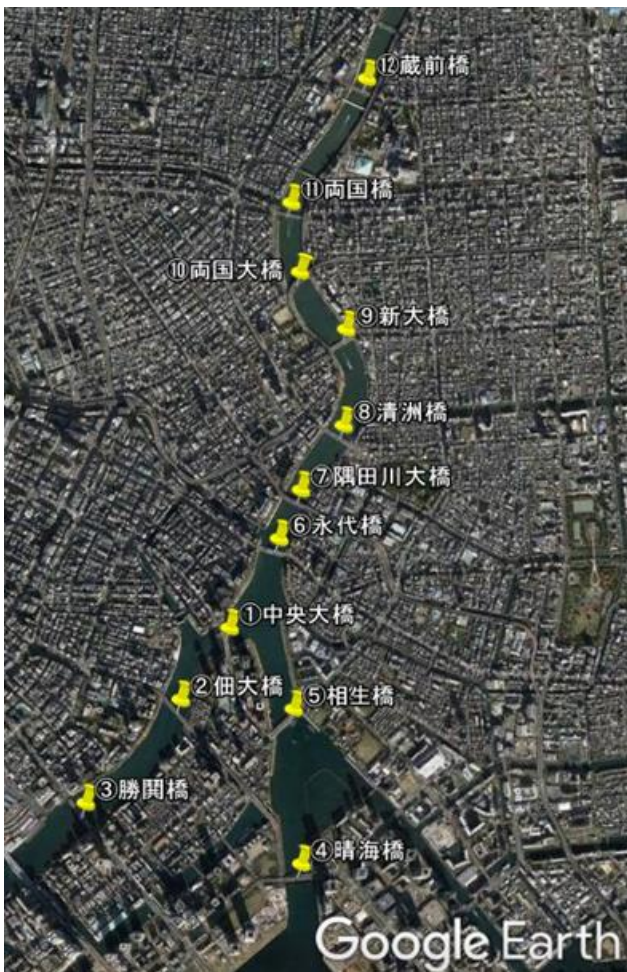 ⑫蔵前橋
⑪両国橋
⑩両国大橋
⑨新大橋
⑧清洲橋
⑦隅田川大橋
⑥永代橋
①中央大橋
②佃大橋
⑤相生橋
③勝鬨橋
④晴海橋
Google Earth